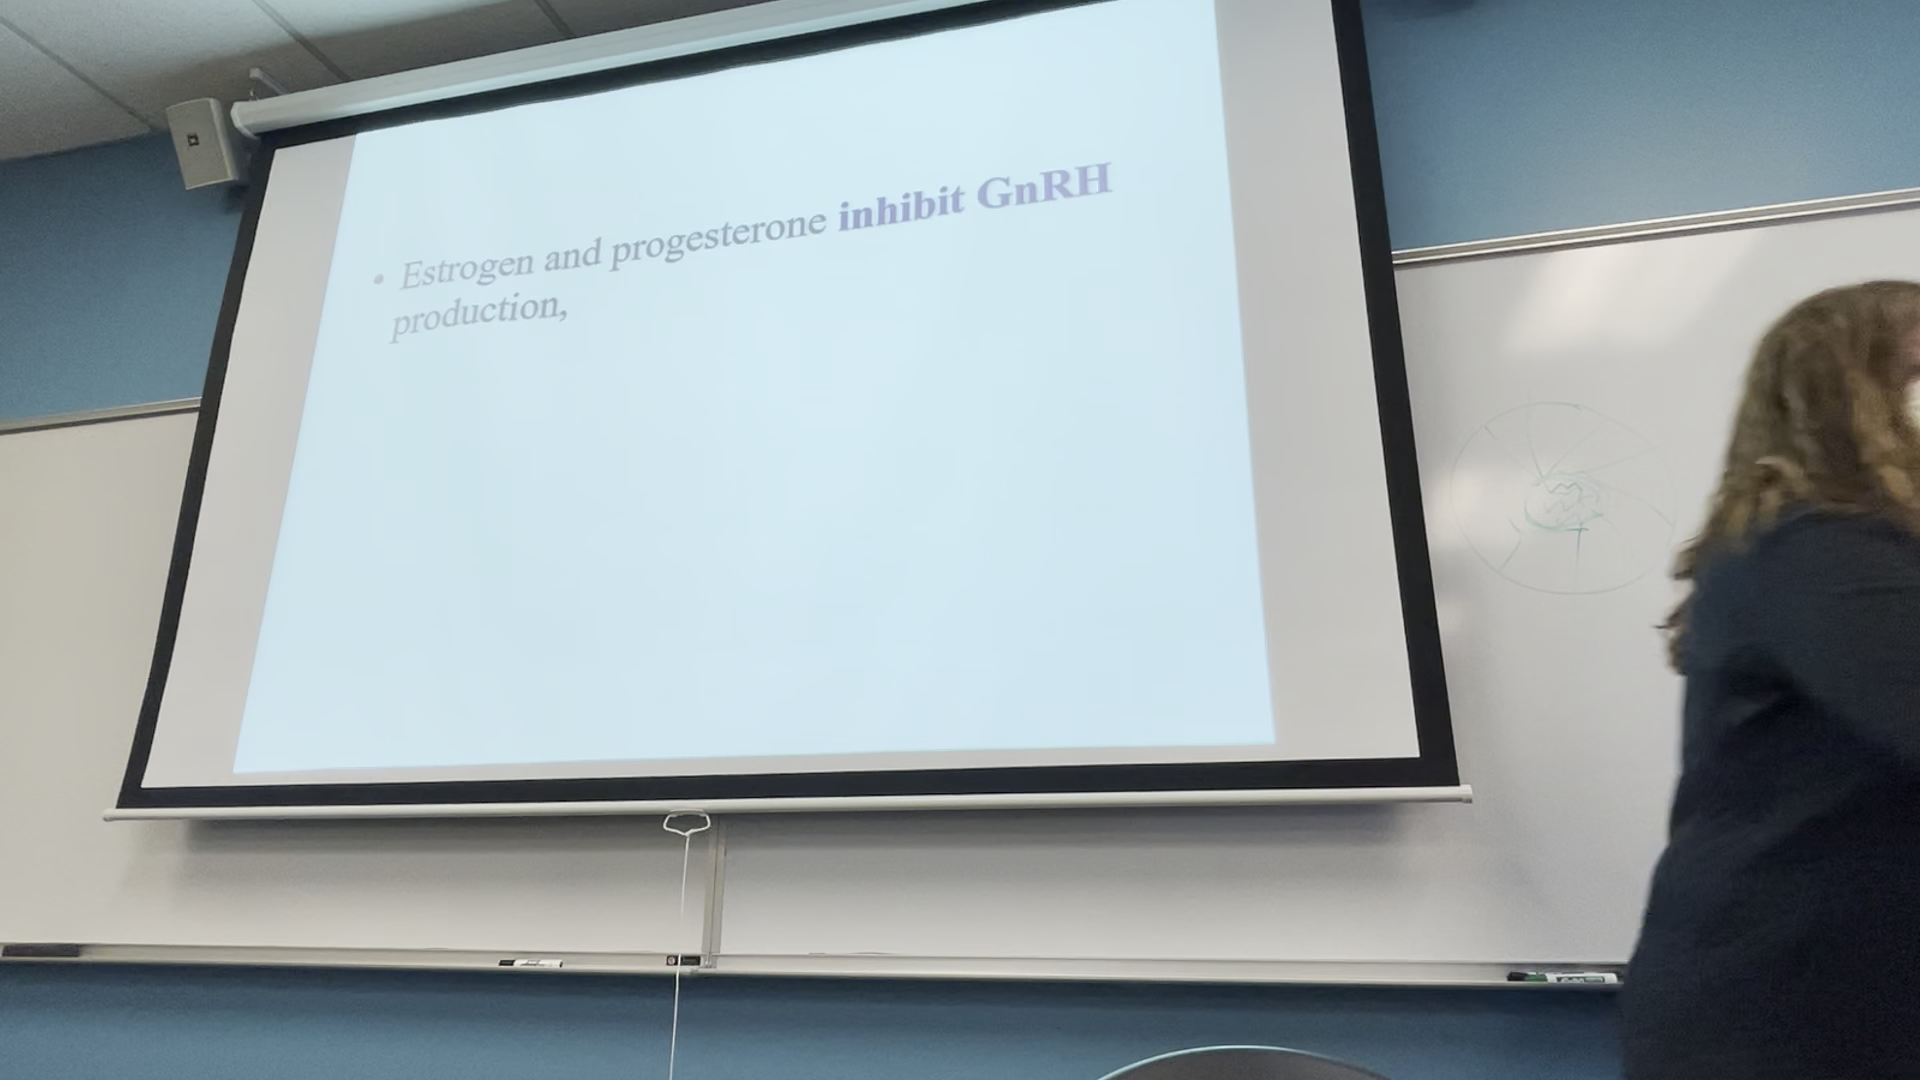 • Estrogen and progesterone inhibit GnRH
production,